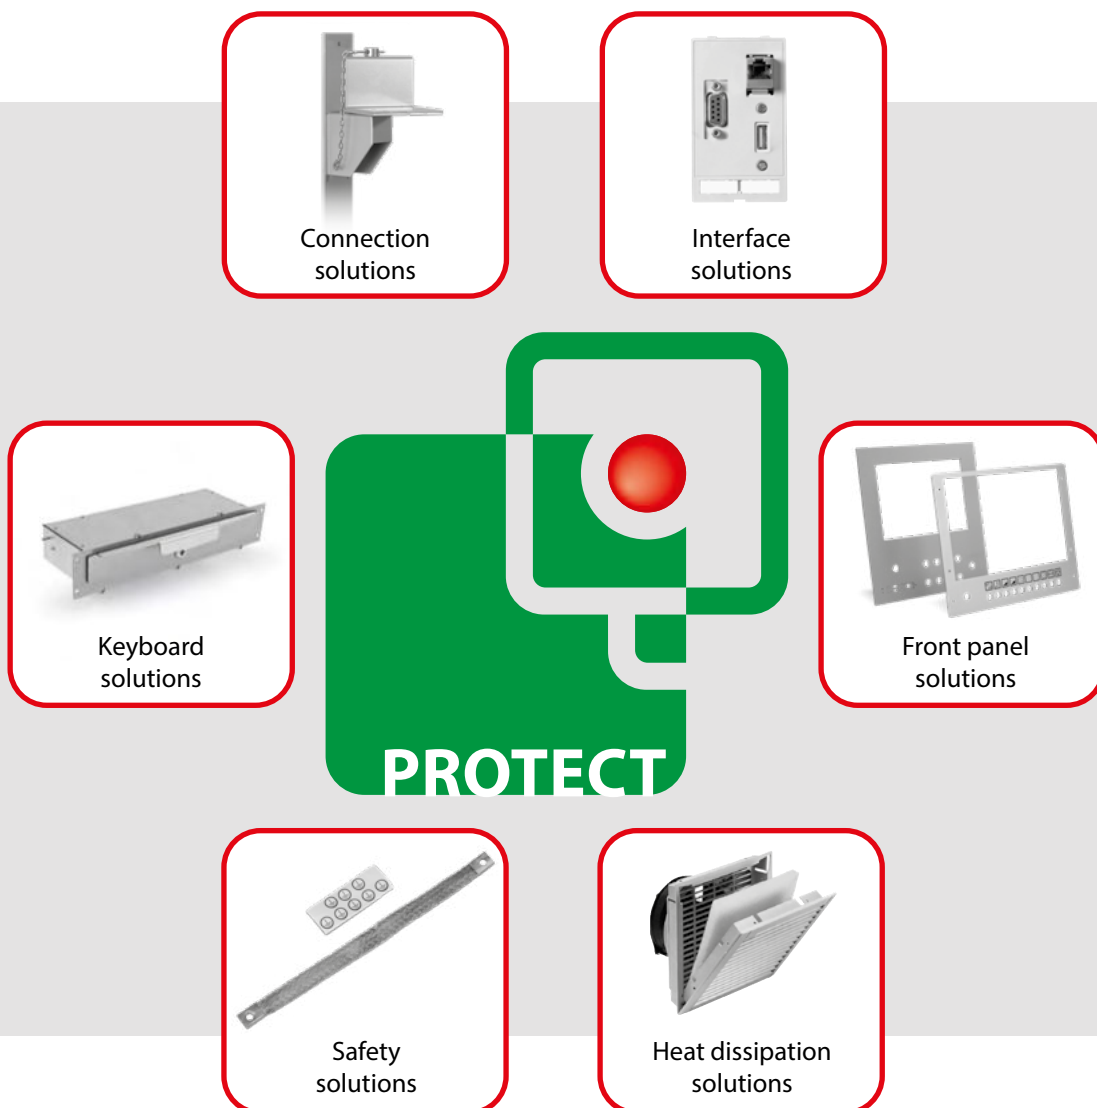 Connection
solutions
Interface
solutions
Keyboard
solutions
Front panel
solutions
PROTECT
Safety
solutions
Heat dissipation
solutions